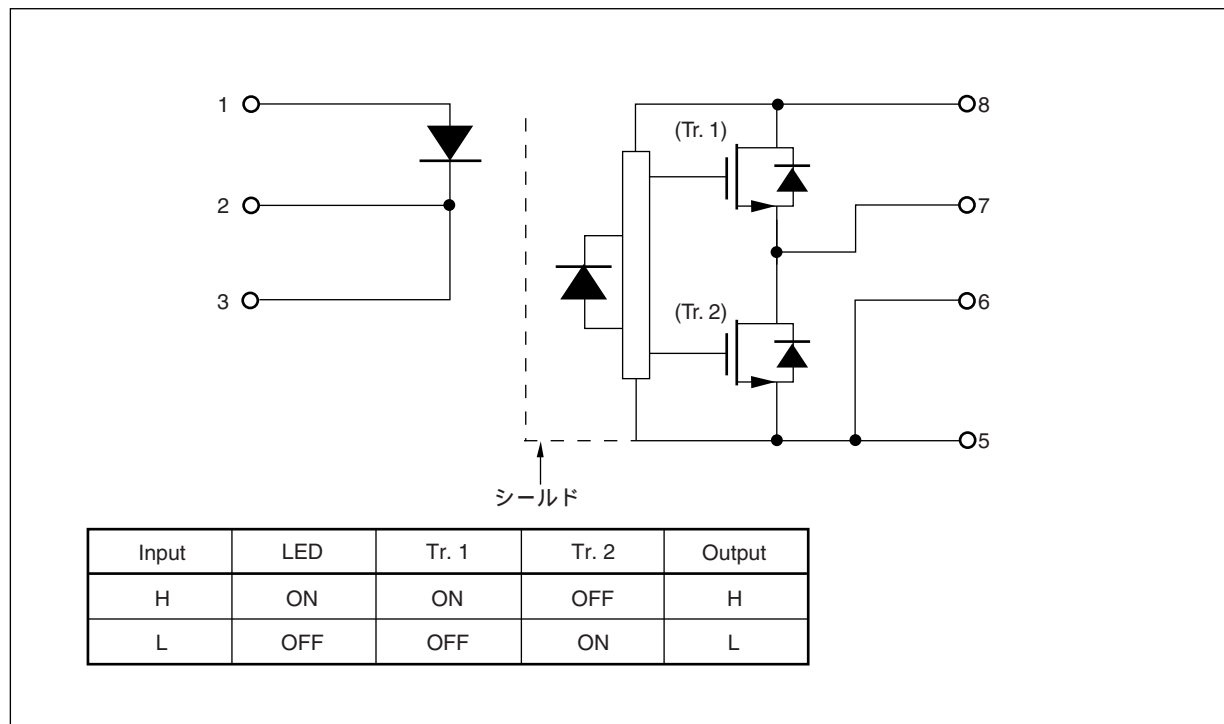 1
8
(Tr. 1)
2
7
3
6
(Tr. 2)
5
シールド
Input LED Tr. 1 Tr. 2 Output
H ON ON OFF H
L OFF OFF ON L